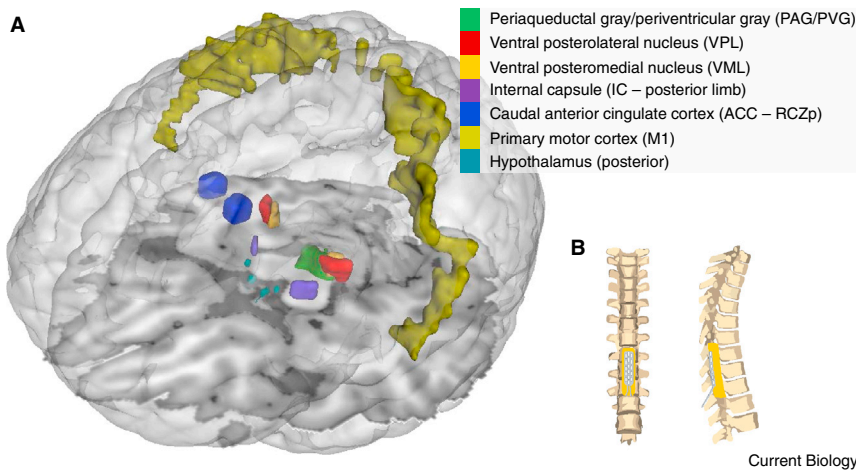 A
Periaqueductal gray/periventricular gray (PAG/PVG)
Ventral posterolateral nucleus (VPL)
Ventral posteromedial nucleus (VML)
Internal capsule (IC – posterior limb)
Caudal anterior cingulate cortex (ACC – RCZp)
Primary motor cortex (M1)
Hypothalamus (posterior)
B
Current Biology